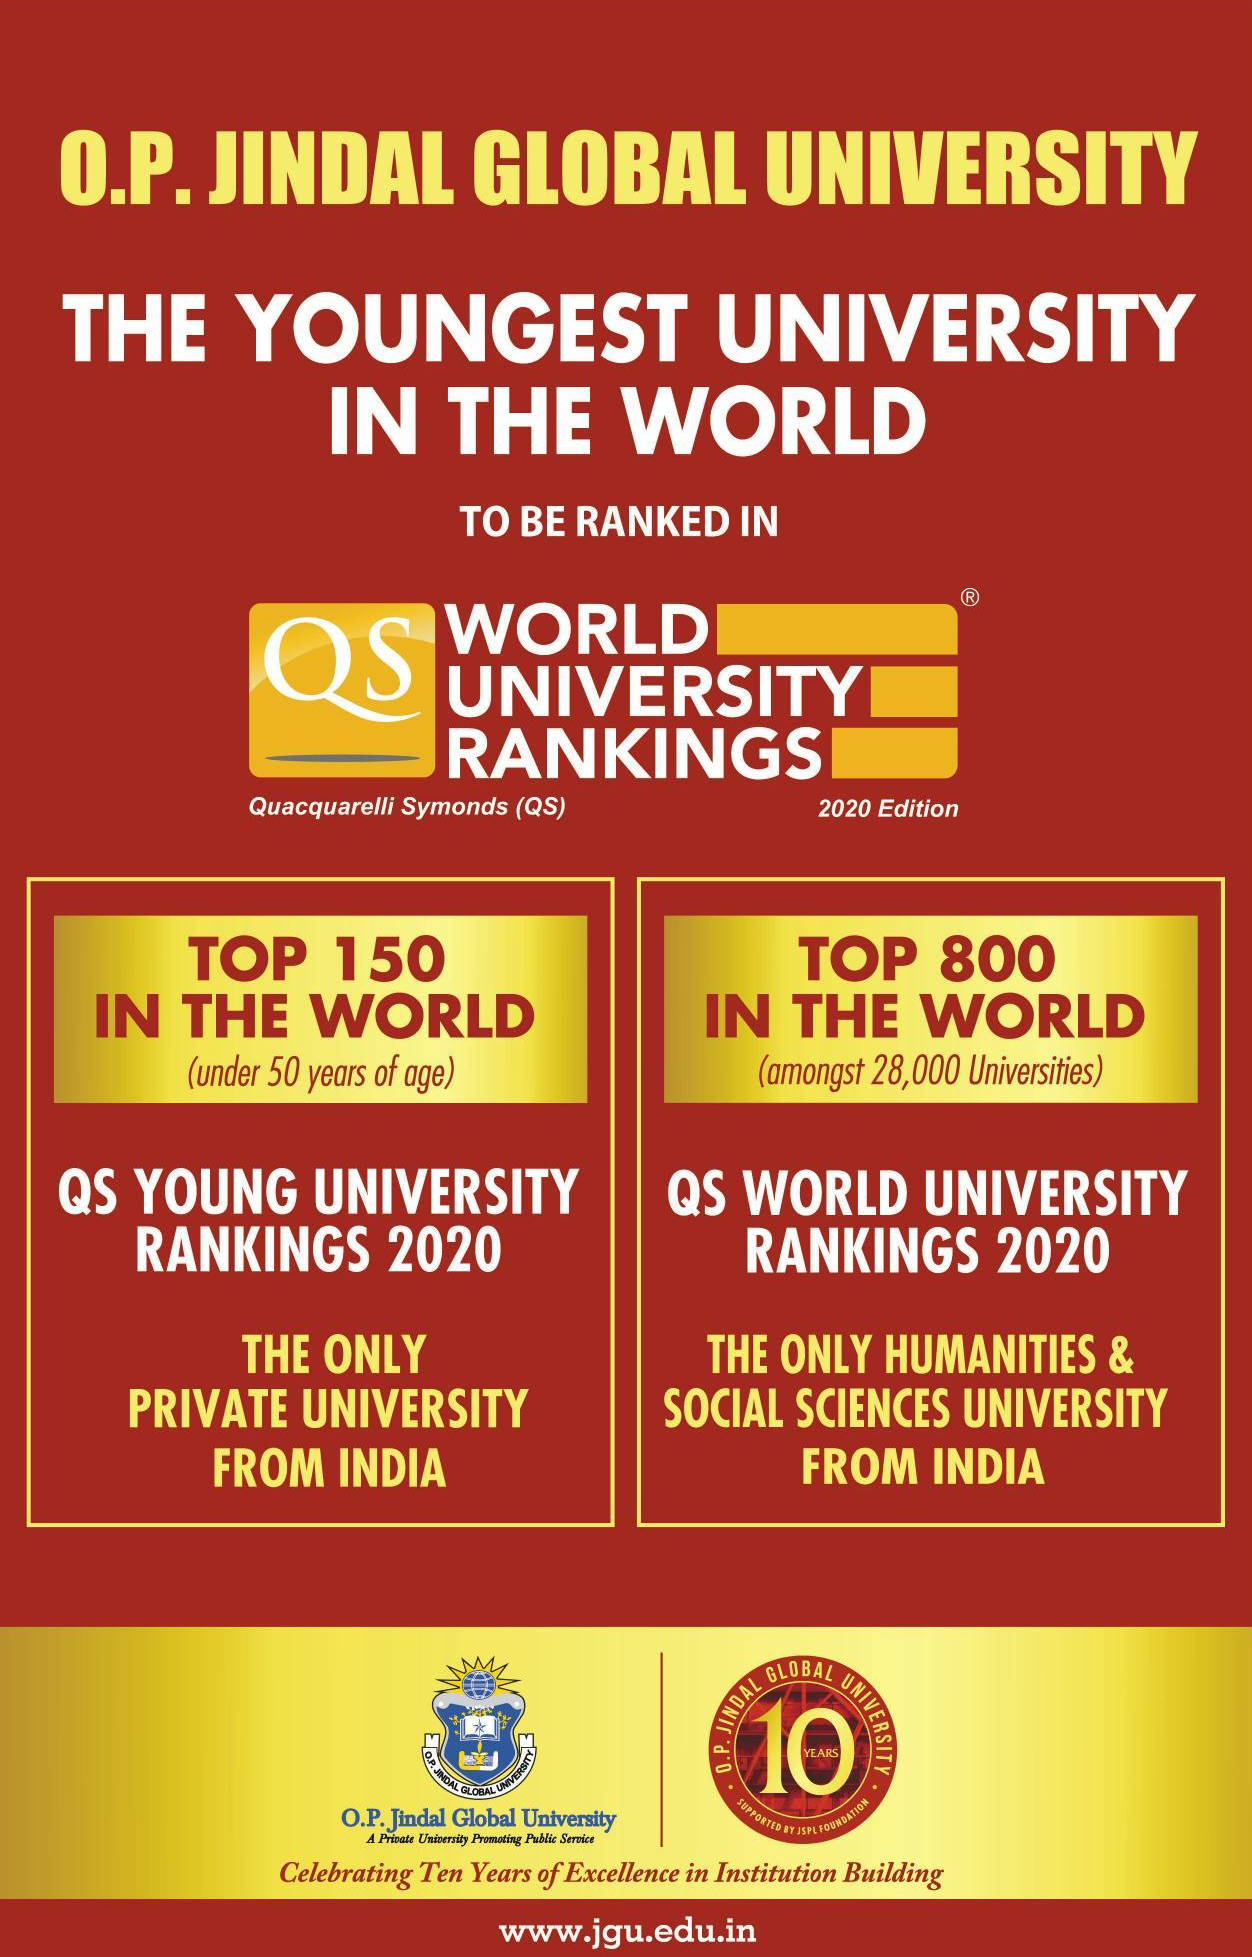 O.P. JINDAL GLOBAL UNIVERSITY
THE YOUNGEST UNIVERSITY
IN THE WORLD
TO BE RANKED IN
QS
WORLD
UNIVERSITY
RANKINGS
®
Quacquarelli Symonds (QS)
2020 Edition
TOP 150
IN THE WORLD
(under 50 years of age)
QS YOUNG UNIVERSITY
RANKINGS 2020
THE ONLY
PRIVATE UNIVERSITY
FROM INDIA
TOP 800
IN THE WORLD
(amongst 28,000 Universities)
QS WORLD UNIVERSITY
RANKINGS 2020
THE ONLY HUMANITIES &
SOCIAL SCIENCES UNIVERSITY
FROM INDIA
O.P. JINDAL GLOBAL UNIVERSITY
O.P. Jindal Global University
A Private University Promoting Public Service
O.P. JINDAL GLOBAL UNIVERSITY
10
YEARS
SUPPORTED BY JSPL FOUNDATION
Celebrating Ten Years of Excellence in Institution Building
www.jgu.edu.in